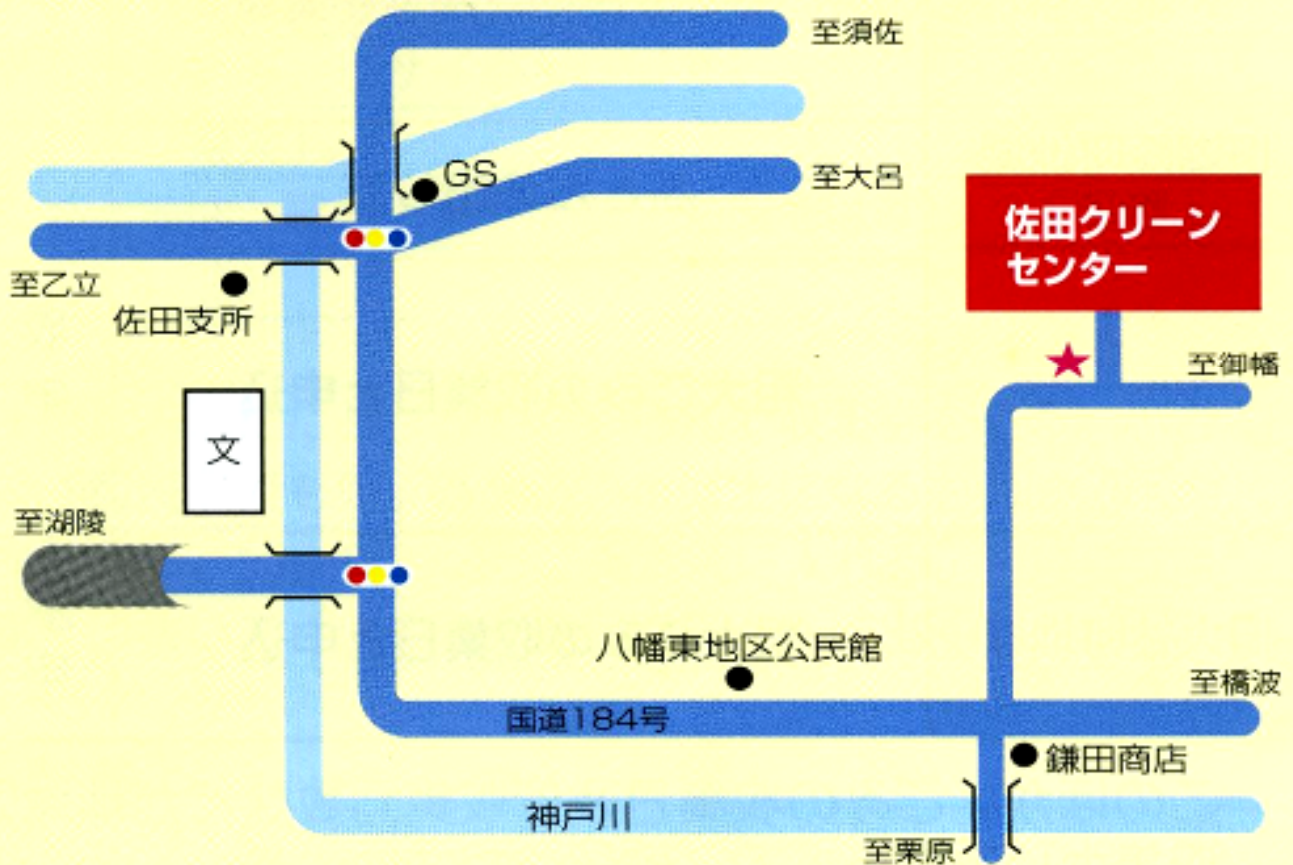 至須佐
GS
至大呂
佐田クリーン
センター
至乙立
佐田支所
至御幡
文
至湖陵
八幡東地区公民館
至橋波
国道184号
鎌田商店
神戸川
至栗原